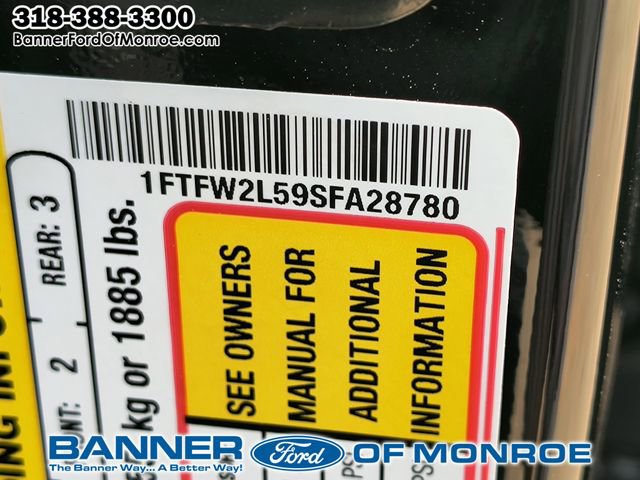 318-388-3300
BannerFordOfMonroe.com
1FTFW2L59SFA28780
REAR: 3
NT: 2
kg or 1885 lbs.
SEE OWNERS
MANUAL FOR
ADDITIONAL
INFORMATION
BANNER Ford OF MONROE
The Banner Way... A Better Way!